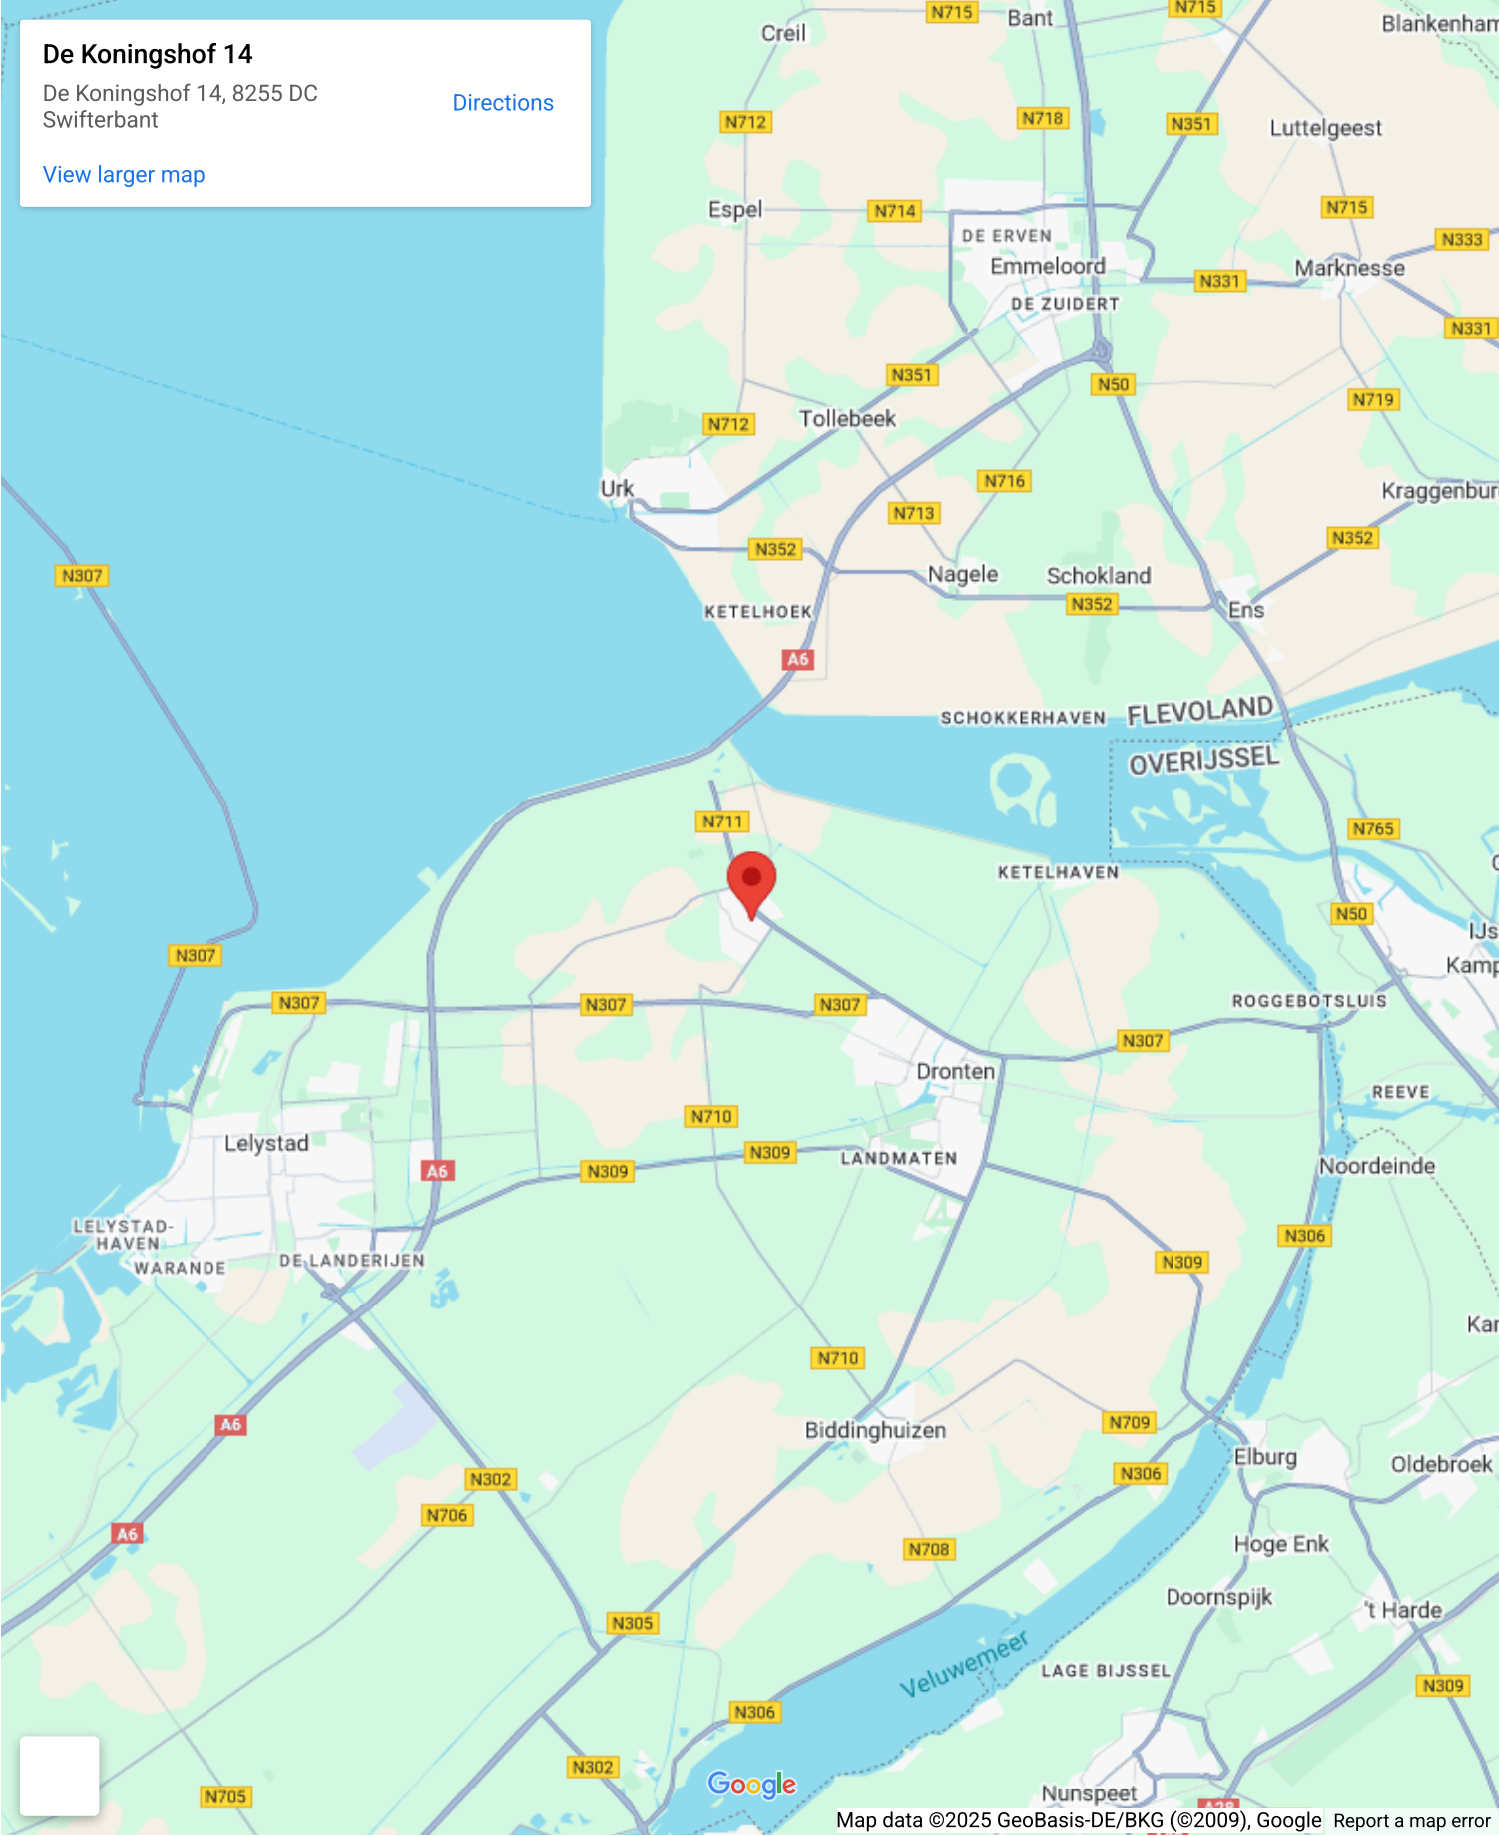 De Koningshof 14
De Koningshof 14, 8255 DC
Swifterbant
Directions
View larger map
N715
Bant
N715
Creil
Blankenham
N712
N718
N351
Luttelgeest
Espel
N714
N715
DE ERVEN
N333
Emmeloord
Marknesse
N331
DE ZUIDERT
N331
N351
N50
N719
N712
Tollebeek
Urk
N716
Kraggenbur
N713
N352
N352
N307
Nagele
Schokland
N352
Ens
KETELHOEK
A6
SCHOKKERHAVEN
FLEVOLAND
OVERIJSSEL
N711
N765
KETELHAVEN
N50
IJs
N307
Kamp
N307
N307
N307
ROGGEBOTSLUIS
N307
Dronten
REEVE
N710
Lelystad
N309
LANDMATEN
A6
N309
Noordeinde
LELYSTAD-
HAVEN
WARANDE
DE LANDERIJEN
N306
N309
Kar
N710
A6
Biddinghuizen
N709
Elburg
Oldebroek
N302
N306
N706
A6
N708
Hoge Enk
Doornspijk
't Harde
N305
Veluwemeer
LAGE BIJSSEL
N309
N306
N302
Google
Nunspeet
N705
A28
Map data ©2025 GeoBasis-DE/BKG (©2009), Google
Report a map error